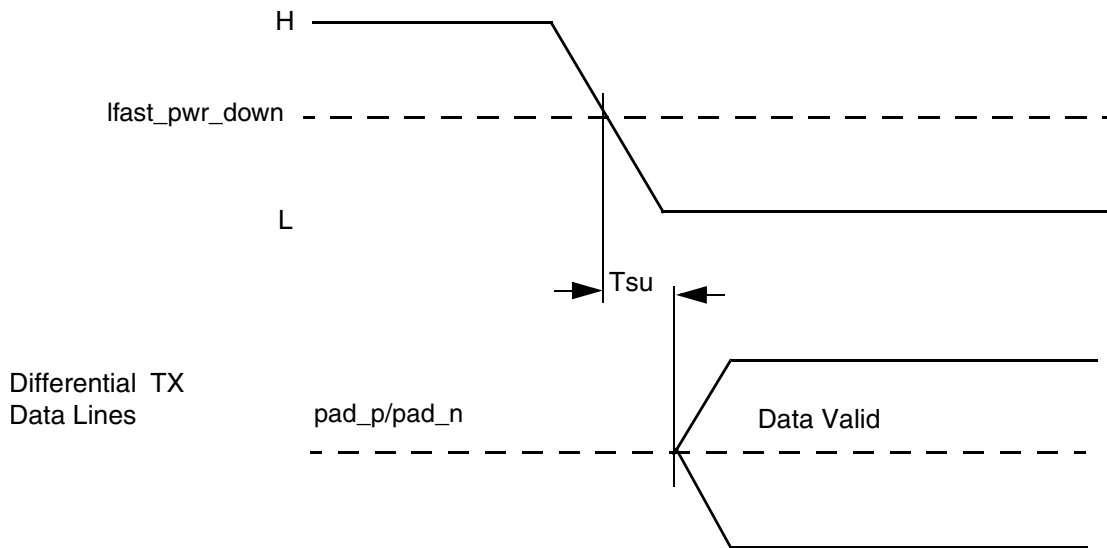 H
lfast_pwr_down
L
Tsu
Differential TX
Data Lines
pad_p/pad_n
Data Valid